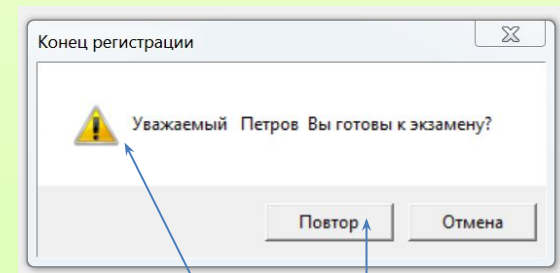 Конец регистрации
Уважаемый Петров Вы готовы к экзамену?
Повтор Отмена